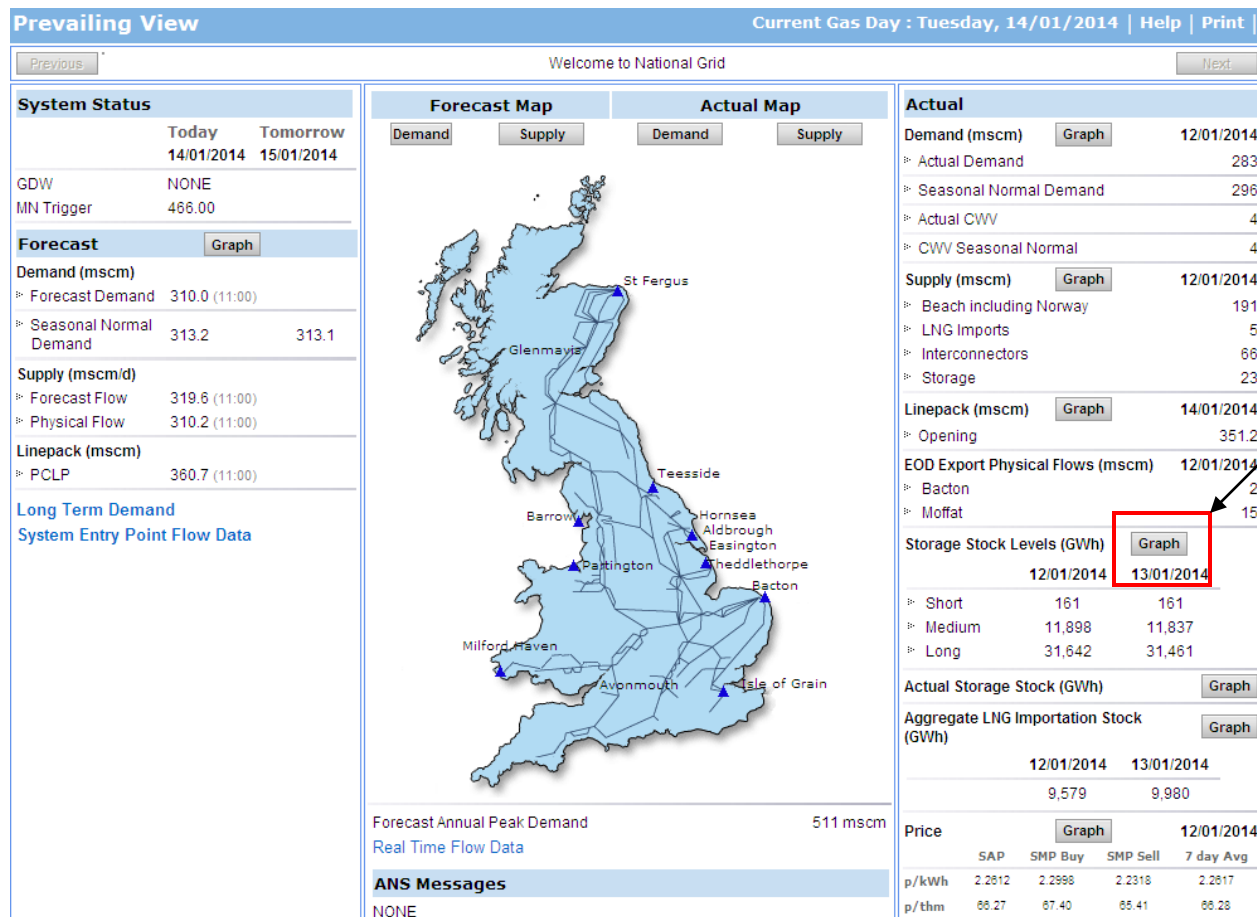 Prevailing View
Current Gas Day : Tuesday, 14/01/2014 | Help | Print |
Previous
Welcome to National Grid
Next
System Status
Today Tomorrow
14/01/2014 15/01/2014
GDW NONE
MN Trigger 466.00
Forecast Graph
Demand (mscm)
Forecast Demand 310.0 (11:00)
Seasonal Normal
Demand 313.2 313.1
Supply (mscm/d)
Forecast Flow 319.6 (11:00)
Physical Flow 310.2 (11:00)
Linepack (mscm)
PCLP 360.7 (11:00)
Long Term Demand
System Entry Point Flow Data
Forecast Map Actual Map
Demand Supply Demand Supply
St Fergus
Glenmavis
Teesside
Barrow
Hornsea
Aldbrough
Easington
Partington
Theddlethorpe
Bacton
Milford Haven
Avonmouth
Isle of Grain
Forecast Annual Peak Demand 511 mscm
Real Time Flow Data
ANS Messages
NONE
Actual
Demand (mscm) Graph 12/01/2014
Actual Demand 283
Seasonal Normal Demand 296
Actual CWV 4
CWV Seasonal Normal 4
Supply (mscm) Graph 12/01/2014
Beach including Norway 191
LNG Imports 5
Interconnectors 66
Storage 23
Linepack (mscm) Graph 14/01/2014
Opening 351.2
EOD Export Physical Flows (mscm) 12/01/2014
Bacton 2
Moffat 15
Storage Stock Levels (GWh) Graph
12/01/2014 13/01/2014
Short 161 161
Medium 11,898 11,837
Long 31,642 31,461
Actual Storage Stock (GWh) Graph
Aggregate LNG Importation Stock
(GWh) Graph
12/01/2014 13/01/2014
9,579 9,980
Price Graph 12/01/2014
SAP SMP Buy SMP Sell 7 day Avg
p/kWh 2.2612 2.2998 2.2318 2.2617
p/thm 66.27 67.40 65.41 66.28